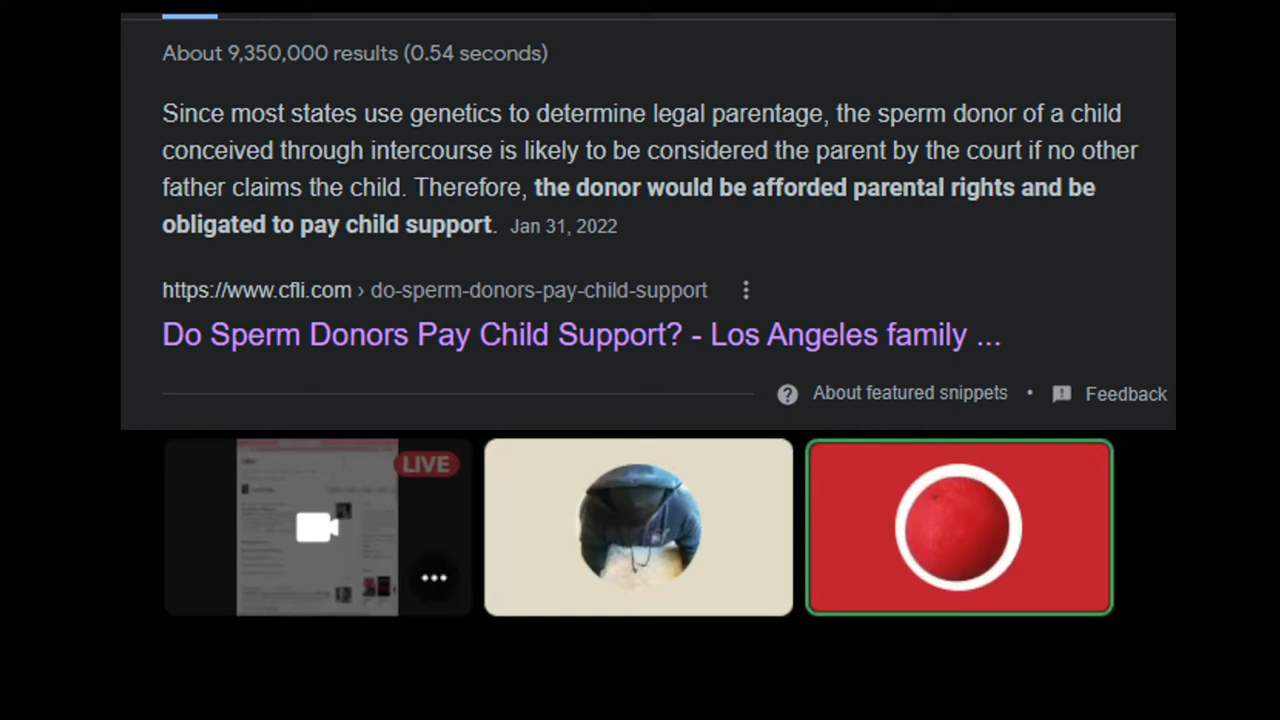 About 9,350,000 results (0.54 seconds)
Since most states use genetics to determine legal parentage, the sperm donor of a child
conceived through intercourse is likely to be considered the parent by the court if no other
father claims the child. Therefore, the donor would be afforded parental rights and be
obligated to pay child support. Jan 31, 2022
https://www.cfli.com › do-sperm-donors-pay-child-support
Do Sperm Donors Pay Child Support? - Los Angeles family ...
About featured snippets • Feedback
LIVE